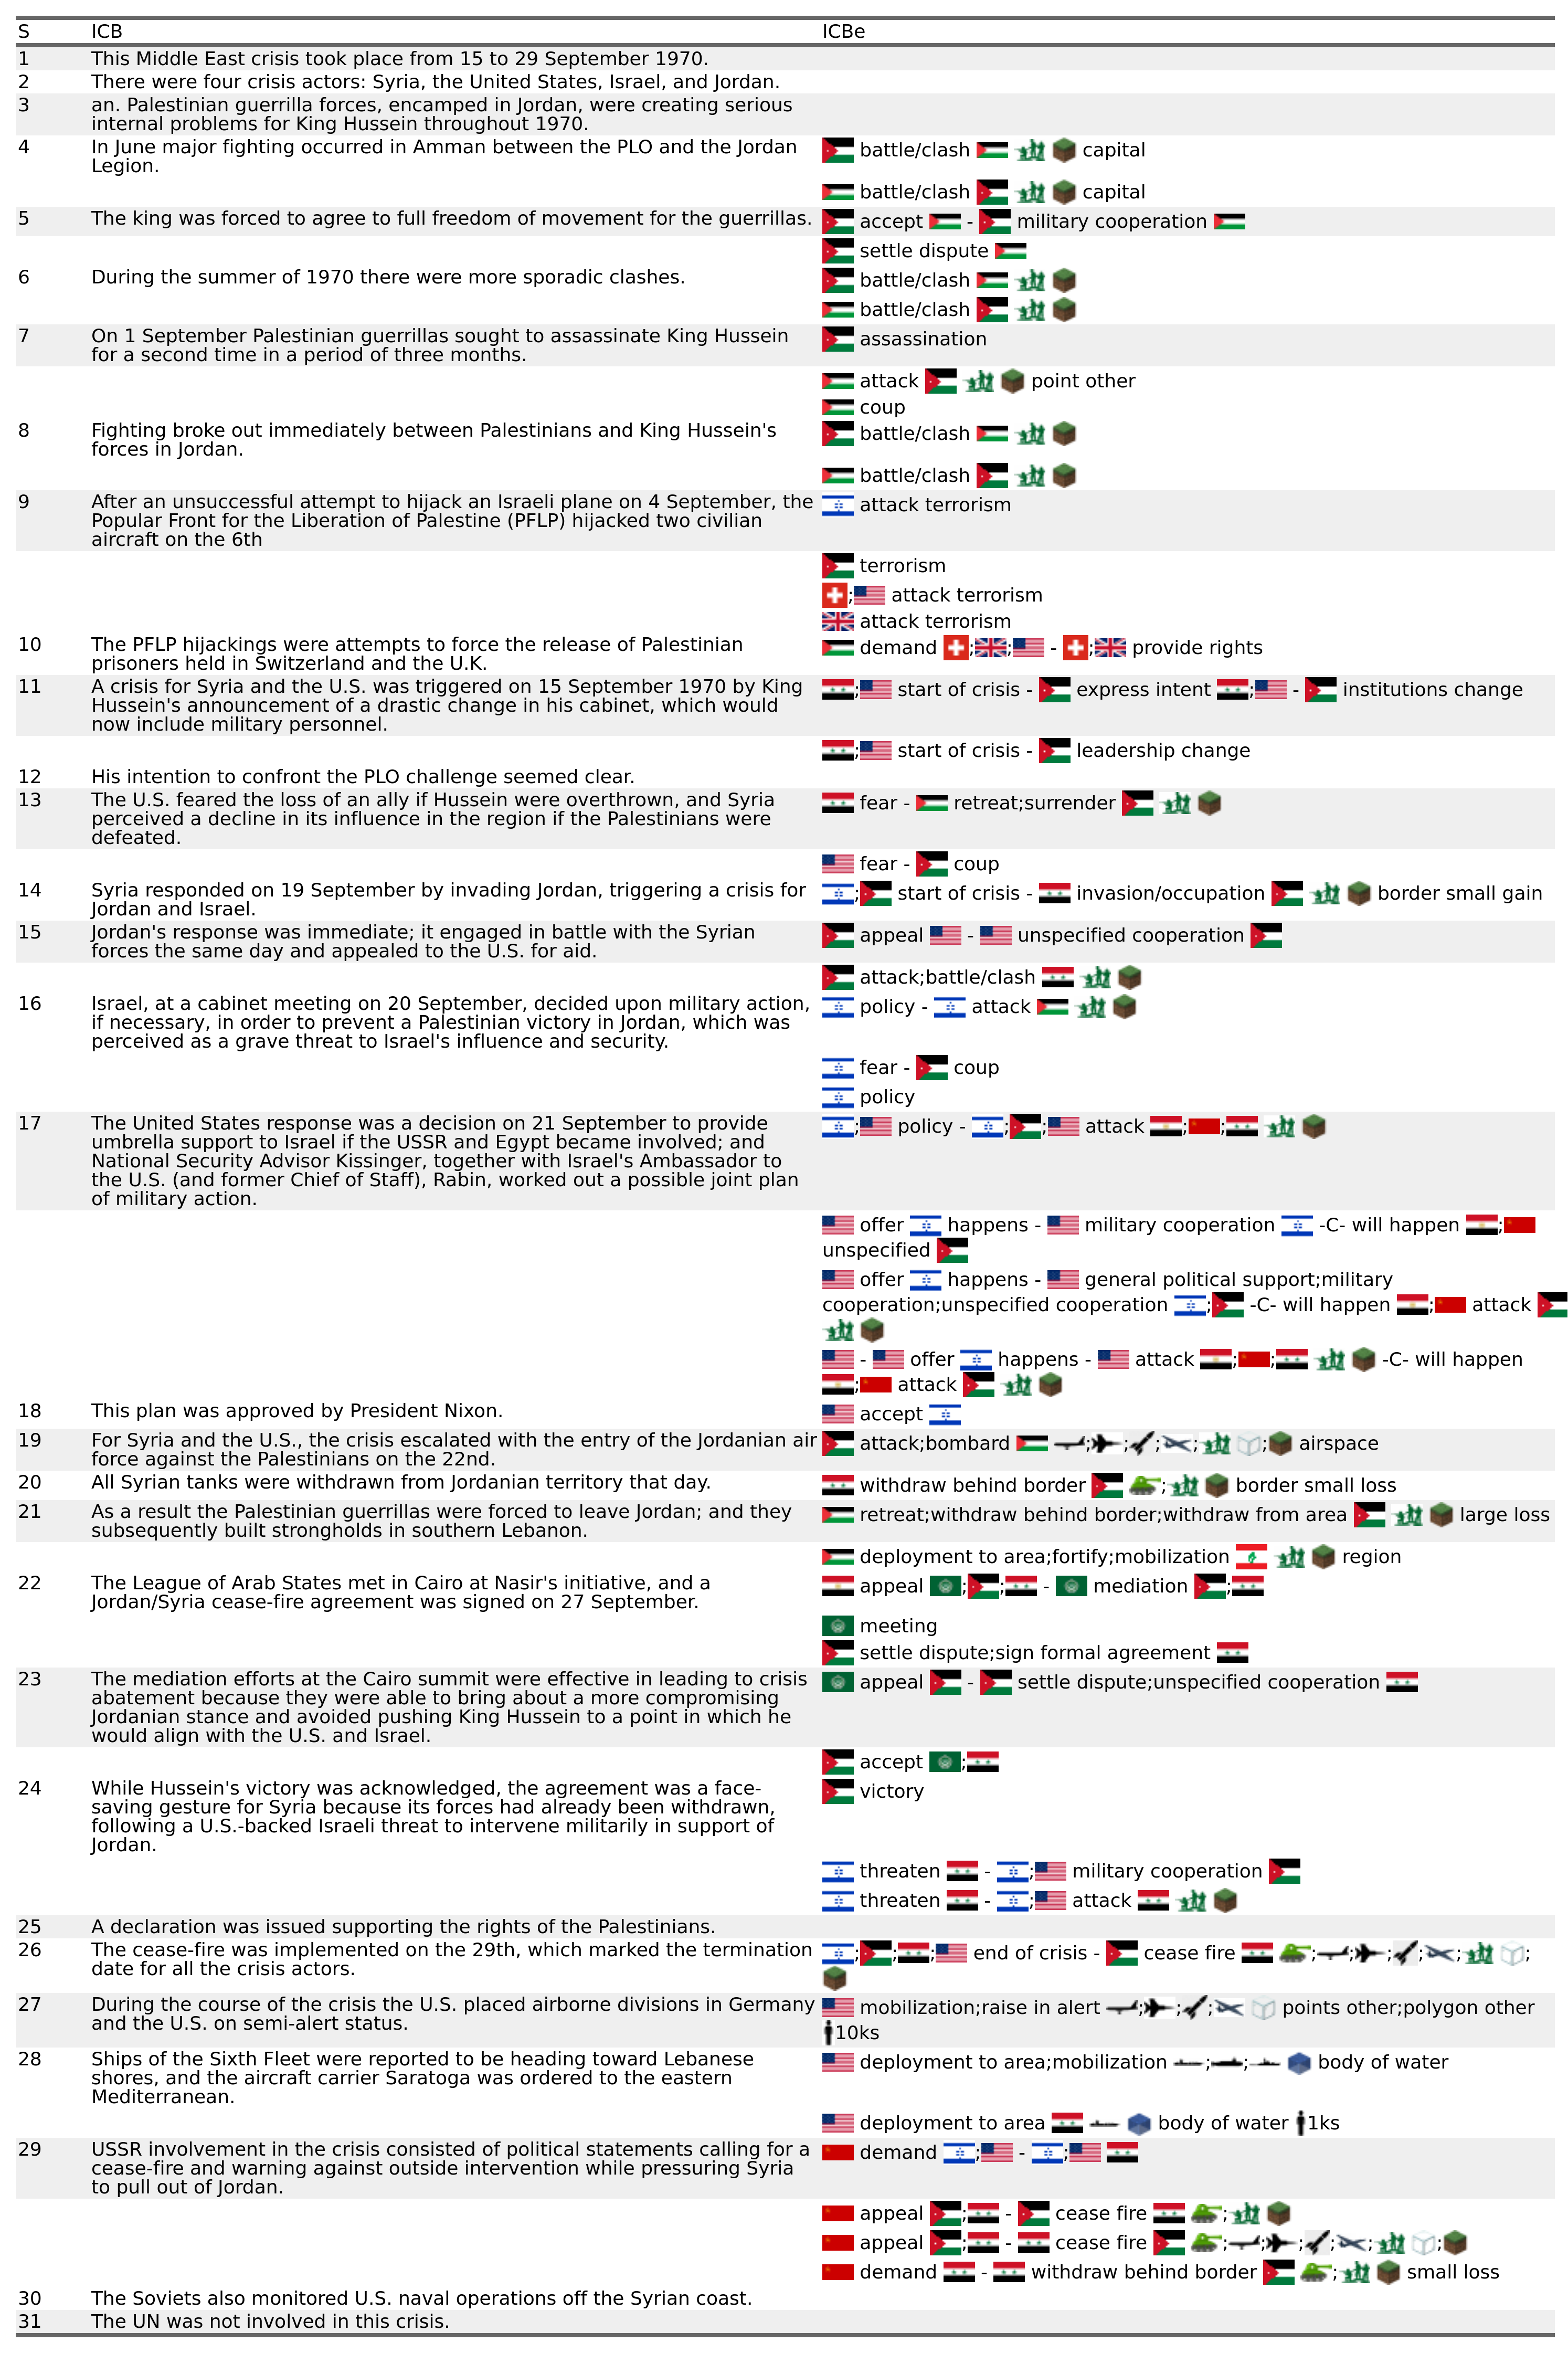 S ICB ICBe
1 This Middle East crisis took place from 15 to 29 September 1970.
2 There were four crisis actors: Syria, the United States, Israel, and Jordan.
3 an. Palestinian guerrilla forces, encamped in Jordan, were creating serious
internal problems for King Hussein throughout 1970.
4 In June major fighting occurred in Amman between the PLO and the Jordan
Legion.
battle/clash capital
battle/clash capital
5 The king was forced to agree to full freedom of movement for the guerrillas.
accept - military cooperation
settle dispute
6 During the summer of 1970 there were more sporadic clashes.
battle/clash
battle/clash
7 On 1 September Palestinian guerrillas sought to assassinate King Hussein
for a second time in a period of three months.
assassination
attack point other
coup
8 Fighting broke out immediately between Palestinians and King Hussein's
forces in Jordan.
battle/clash
battle/clash
9 After an unsuccessful attempt to hijack an Israeli plane on 4 September, the
Popular Front for the Liberation of Palestine (PFLP) hijacked two civilian
aircraft on the 6th
attack terrorism
terrorism
; attack terrorism
attack terrorism
10 The PFLP hijackings were attempts to force the release of Palestinian
prisoners held in Switzerland and the U.K.
demand ; ; - ; provide rights
11 A crisis for Syria and the U.S. was triggered on 15 September 1970 by King
Hussein's announcement of a drastic change in his cabinet, which would
now include military personnel.
; start of crisis - express intent ; - institutions change
; start of crisis - leadership change
12 His intention to confront the PLO challenge seemed clear.
13 The U.S. feared the loss of an ally if Hussein were overthrown, and Syria
perceived a decline in its influence in the region if the Palestinians were
defeated.
fear - retreat;surrender
fear - coup
14 Syria responded on 19 September by invading Jordan, triggering a crisis for
Jordan and Israel.
; start of crisis - invasion/occupation border small gain
15 Jordan's response was immediate; it engaged in battle with the Syrian
forces the same day and appealed to the U.S. for aid.
appeal - unspecified cooperation
attack;battle/clash
16 Israel, at a cabinet meeting on 20 September, decided upon military action,
if necessary, in order to prevent a Palestinian victory in Jordan, which was
perceived as a grave threat to Israel's influence and security.
policy - attack
fear - coup
policy
17 The United States response was a decision on 21 September to provide
umbrella support to Israel if the USSR and Egypt became involved; and
National Security Advisor Kissinger, together with Israel's Ambassador to
the U.S. (and former Chief of Staff), Rabin, worked out a possible joint plan
of military action.
; policy - ; ; attack ; ;
offer happens - military cooperation -C- will happen ;
unspecified
offer happens - general political support;military
cooperation;unspecified cooperation ; -C- will happen ; attack
- offer happens - attack ; ; -C- will happen
; attack
18 This plan was approved by President Nixon.
accept
19 For Syria and the U.S., the crisis escalated with the entry of the Jordanian air
force against the Palestinians on the 22nd.
attack;bombard ; ; ; ; ; airspace
20 All Syrian tanks were withdrawn from Jordanian territory that day.
withdraw behind border ; border small loss
21 As a result the Palestinian guerrillas were forced to leave Jordan; and they
subsequently built strongholds in southern Lebanon.
retreat;withdraw behind border;withdraw from area large loss
deployment to area;fortify;mobilization region
22 The League of Arab States met in Cairo at Nasir's initiative, and a
Jordan/Syria cease-fire agreement was signed on 27 September.
appeal ; ; - mediation ;
meeting
settle dispute;sign formal agreement
23 The mediation efforts at the Cairo summit were effective in leading to crisis
abatement because they were able to bring about a more compromising
Jordanian stance and avoided pushing King Hussein to a point in which he
would align with the U.S. and Israel.
appeal - settle dispute;unspecified cooperation
accept ;
24 While Hussein's victory was acknowledged, the agreement was a face-
saving gesture for Syria because its forces had already been withdrawn,
following a U.S.-backed Israeli threat to intervene militarily in support of
Jordan.
victory
threaten - ; military cooperation
threaten - ; attack
25 A declaration was issued supporting the rights of the Palestinians.
26 The cease-fire was implemented on the 29th, which marked the termination
date for all the crisis actors.
; ; ; end of crisis - cease fire ; ; ; ; ; ;
27 During the course of the crisis the U.S. placed airborne divisions in Germany
and the U.S. on semi-alert status.
mobilization;raise in alert ; ; ; points other;polygon other
10ks
28 Ships of the Sixth Fleet were reported to be heading toward Lebanese
shores, and the aircraft carrier Saratoga was ordered to the eastern
Mediterranean.
deployment to area;mobilization ; ; body of water
deployment to area body of water 1ks
29 USSR involvement in the crisis consisted of political statements calling for a
cease-fire and warning against outside intervention while pressuring Syria
to pull out of Jordan.
demand ; - ;
appeal ; - cease fire ;
appeal ; - cease fire ; ; ; ; ; ;
demand - withdraw behind border ; small loss
30 The Soviets also monitored U.S. naval operations off the Syrian coast.
31 The UN was not involved in this crisis.